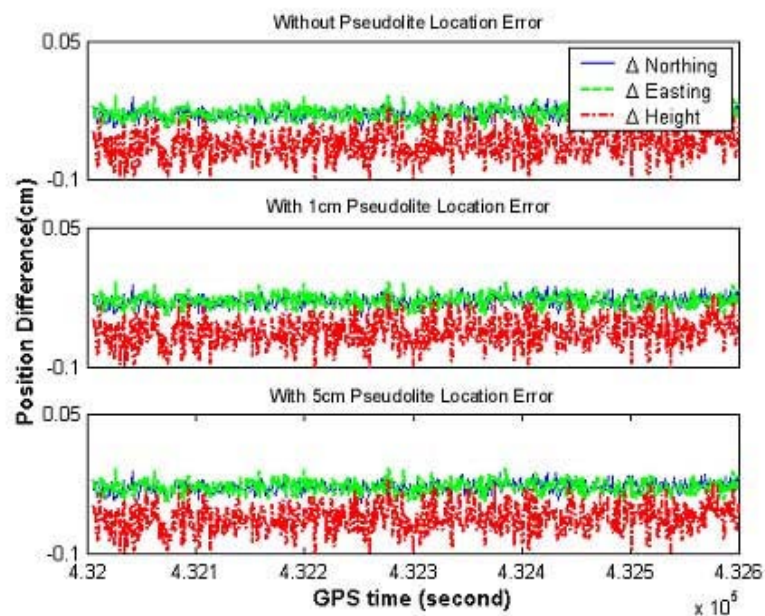 Without Pseudolite Location Error
0.05
Δ Northing
Δ Easting
Δ Height
-0.1
With 1cm Pseudolite Location Error
0.05
-0.1
With 5cm Pseudolite Location Error
0.05
-0.1
Position Difference(cm)
4.32 4.321 4.322 4.323 4.324 4.325 4.326
GPS time (second)
x 10